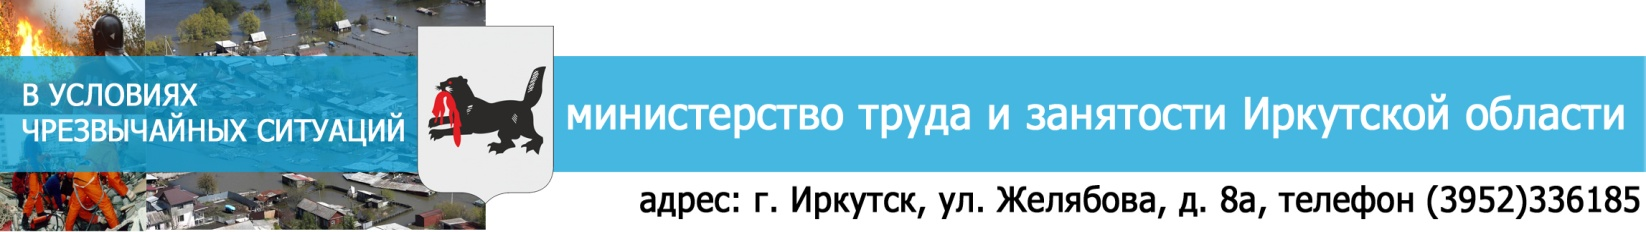 В УСЛОВИЯХ
ЧРЕЗВЫЧАЙНЫХ СИТУАЦИЙ
министерство труда и занятости Иркутской области
адрес: г. Иркутск, ул. Желябова, д. 8а, телефон (3952)336185